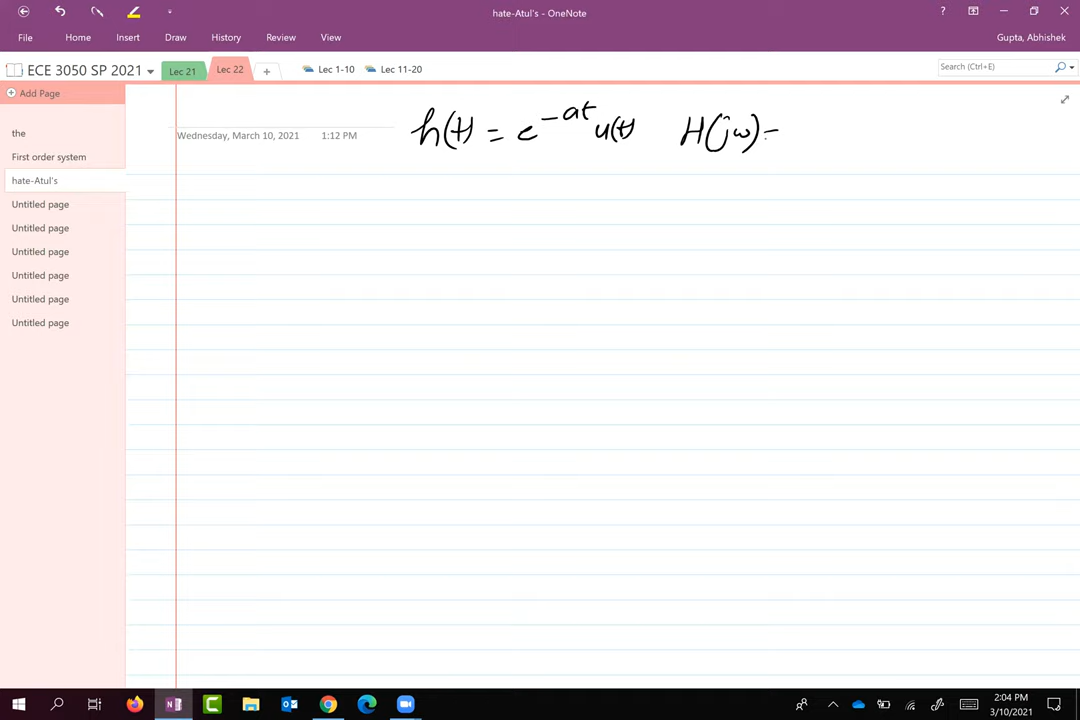 hate-Atul's - OneNote
?
File Home Insert Draw History Review View
Gupta, Abhishek
ECE 3050 SP 2021 Lec 21 Lec 22 + Lec 1-10 Lec 11-20
Search (Ctrl+E)
Add Page
the
First order system
hate-Atul's
Untitled page
Untitled page
Untitled page
Untitled page
Untitled page
Untitled page
Wednesday, March 10, 2021 1:12 PM
h(t) = e^{-at} u(t) H(jω) =
2:04 PM
3/10/2021